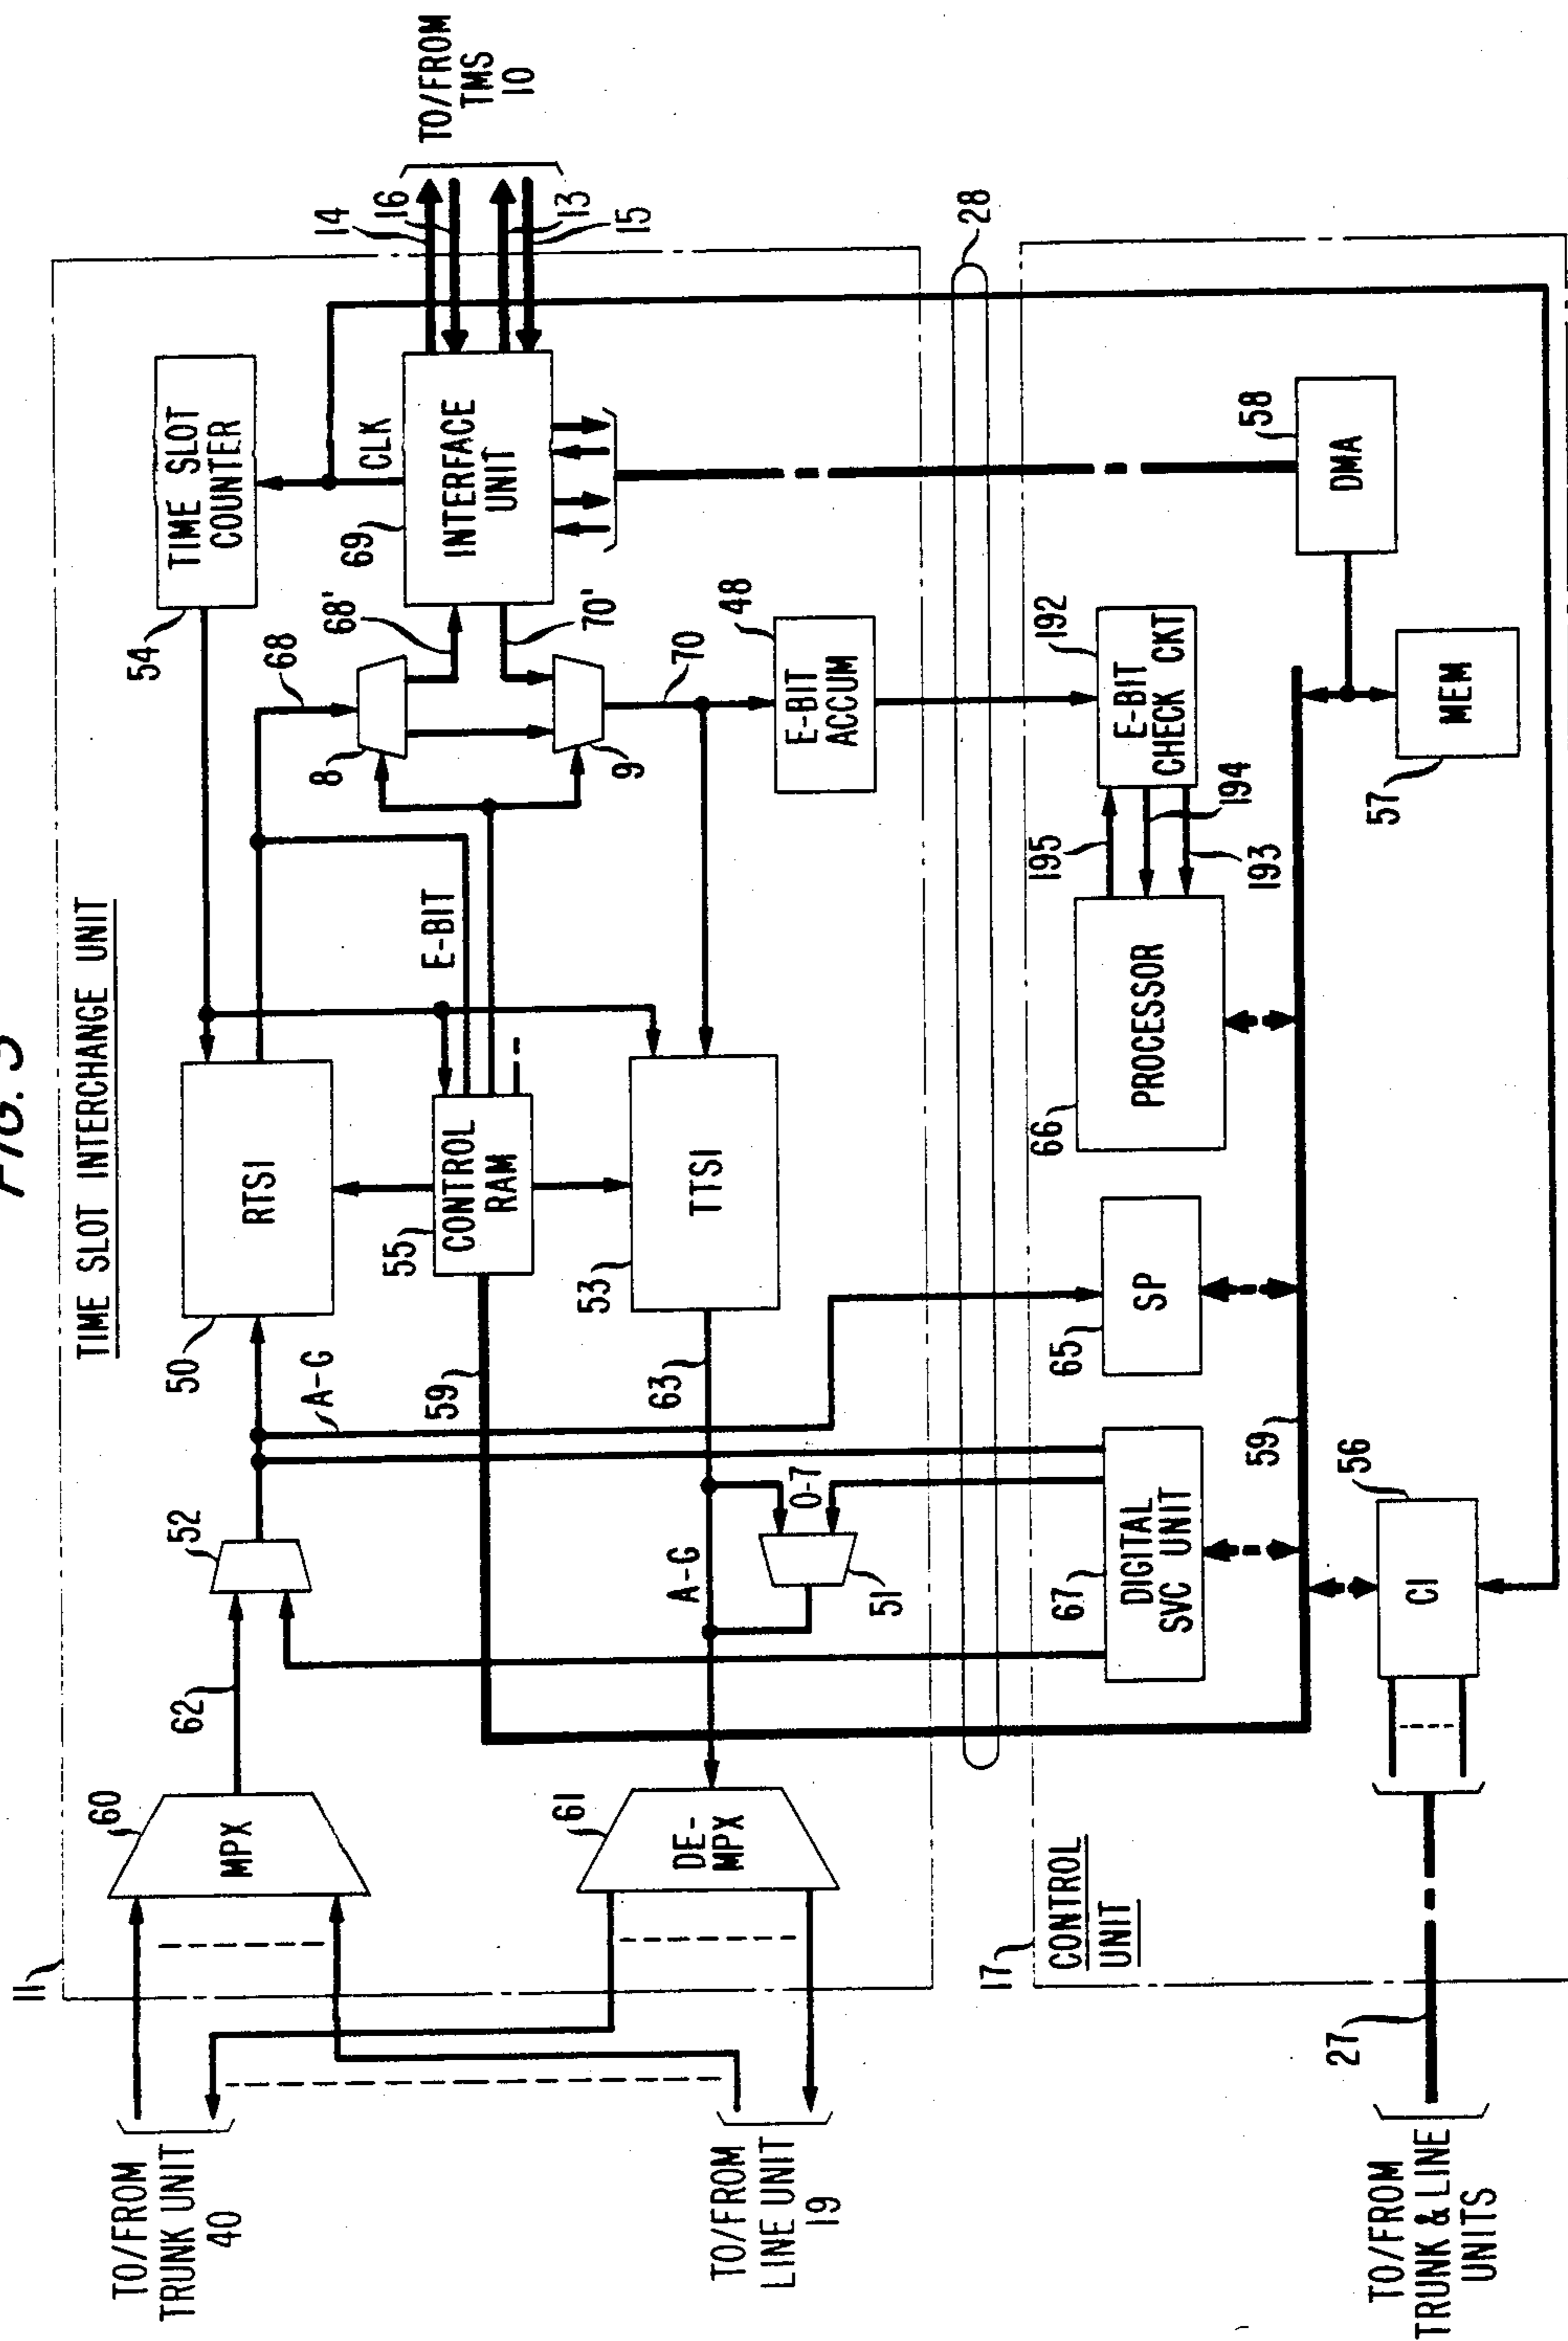 FIG. 3
TIME SLOT INTERCHANGE UNIT
11
TO/FROM
TRUNK UNIT
40
TO/FROM
LINE UNIT
19
60
MPX
61
DE-
MPX
62
52
50
RTSI
A-G
59
55
CONTROL
RAM
53
TTSI
63
A-G
0-7
51
E-BIT
54
TIME SLOT
COUNTER
68
8
68'
9
70'
70
69
INTERFACE
UNIT
CLK
14
16
13
15
TO/FROM
TMS
10
48
E-BIT
ACCUM
28
17
CONTROL
UNIT
67
DIGITAL
SVC UNIT
65
SP
66
PROCESSOR
195
194
193
192
E-BIT
CHECK CKT
58
DMA
57
MEM
59
56
CI
27
TO/FROM
TRUNK & LINE
UNITS